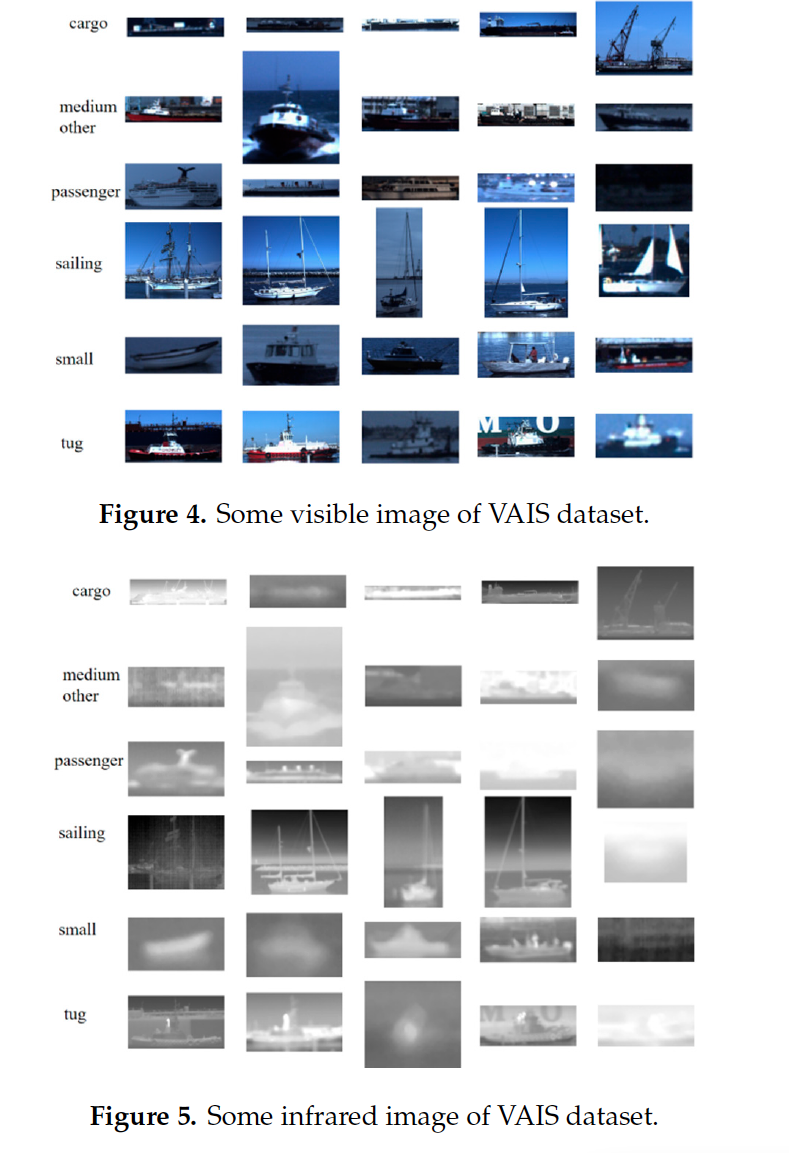 cargo
medium
other
passenger
sailing
small
tug
M O
Figure 4. Some visible image of VAIS dataset.
cargo
medium
other
passenger
sailing
small
tug
M O
Figure 5. Some infrared image of VAIS dataset.